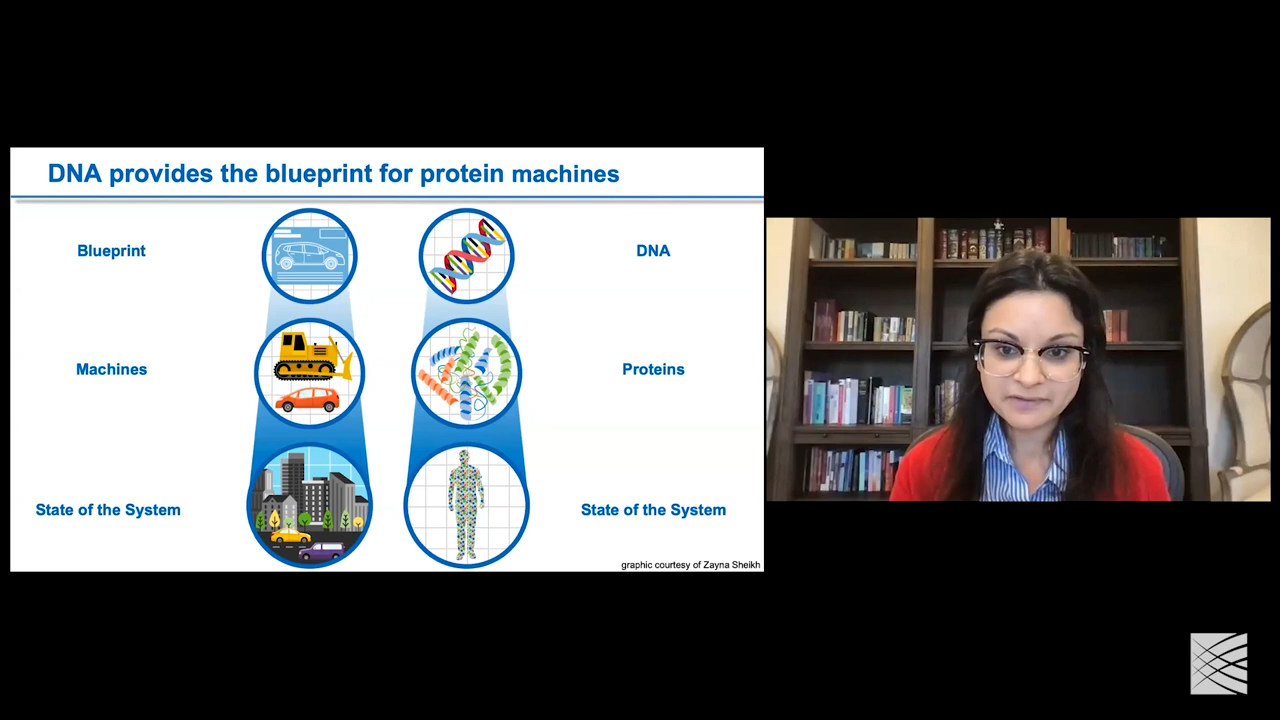 DNA provides the blueprint for protein machines
Blueprint
DNA
Machines
Proteins
State of the System
State of the System
graphic courtesy of Zayna Sheikh